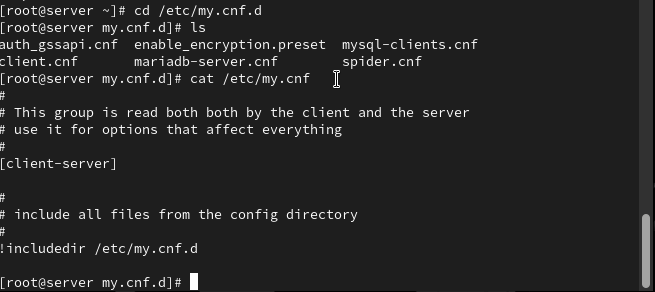 [root@server ~]# cd /etc/my.cnf.d
[root@server my.cnf.d]# ls
auth_gssapi.cnf  enable_encryption.preset  mysql-clients.cnf
client.cnf       mariadb-server.cnf        spider.cnf
[root@server my.cnf.d]# cat /etc/my.cnf
#
# This group is read both both by the client and the server
# use it for options that affect everything
#
[client-server]
#
# include all files from the config directory
#
!includedir /etc/my.cnf.d
[root@server my.cnf.d]#